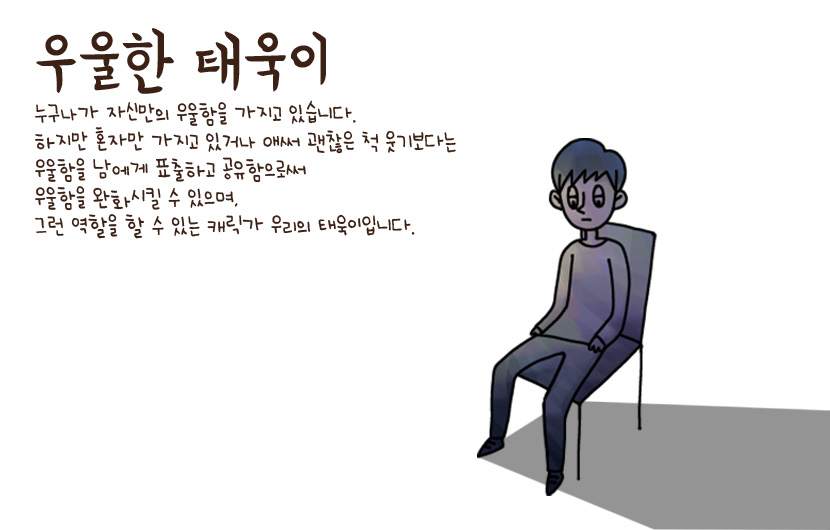 우울한 태욱이
누구나가 자신만의 우울함을 가지고 있습니다.
하지만 혼자만 가지고 있거나 애써 괜찮은 척 웃기보다는
우울함을 남에게 표출하고 공유함으로써
우울함을 완화시킬 수 있으며,
그런 역할을 할 수 있는 캐릭가 우리의 태욱이입니다.